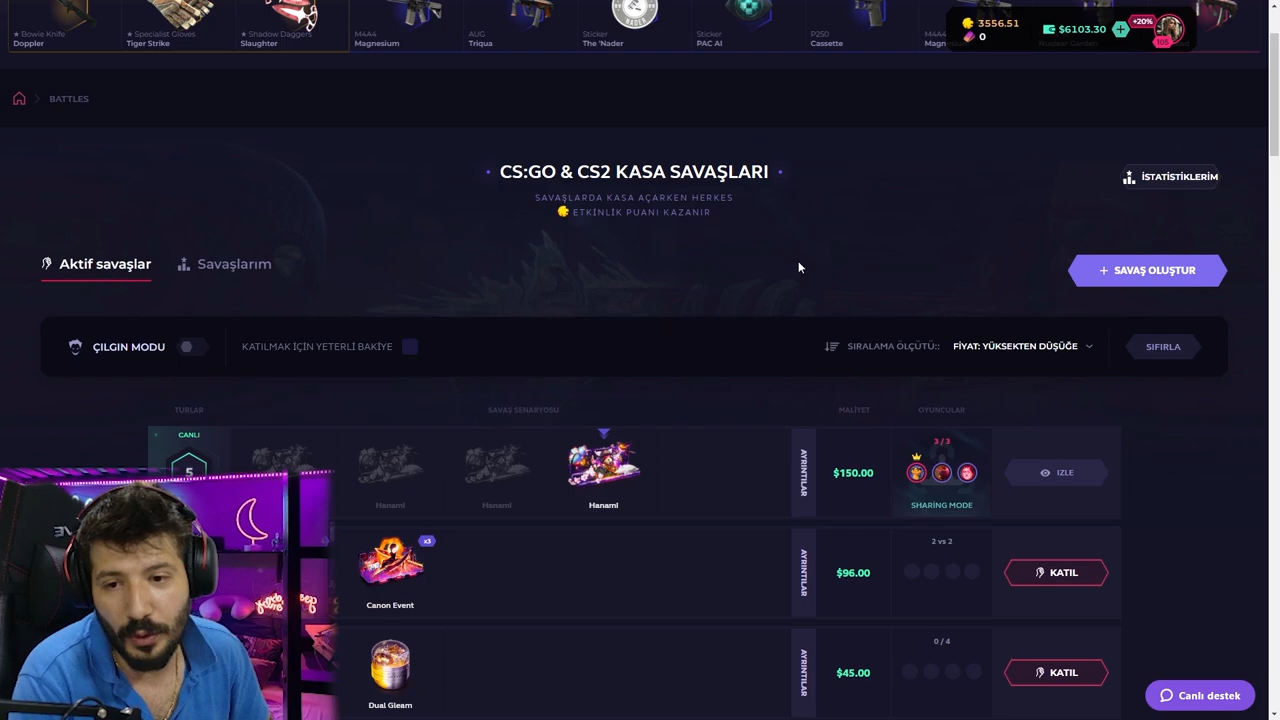 ★ Bowie Knife
Doppler
★ Specialist Gloves
Tiger Strike
★ Shadow Daggers
Slaughter
M4A4
Magnesium
AUG
Triqua
Sticker
The 'Nader
Sticker
PAC AI
P250
Cassette
M4A4
3556.51
0
$6103.30
+20%
105
BATTLES
CS:GO & CS2 KASA SAVAŞLARI
SAVAŞLARDA KASA AÇARKEN HERKES
ETKİNLİK PUANI KAZANIR
İSTATİSTİKLERİM
Aktif savaşlar
Savaşlarım
+ SAVAŞ OLUŞTUR
ÇILGIN MODU
KATILMAK İÇİN YETERLİ BAKİYE
SIRALAMA ÖLÇÜTÜ::
FİYAT: YÜKSEKTEN DÜŞÜĞE
SIFIRLA
TURLAR
SAVAŞ SENARYOSU
MALİYET
OYUNCULAR
CANLI
5
Hanami
Hanami
Hanami
AYRINTILAR
$150.00
3 / 3
SHARING MODE
IZLE
x3
Canon Event
AYRINTILAR
$96.00
2 vs 2
KATIL
Dual Gleam
AYRINTILAR
$45.00
0 / 4
KATIL
Canlı destek